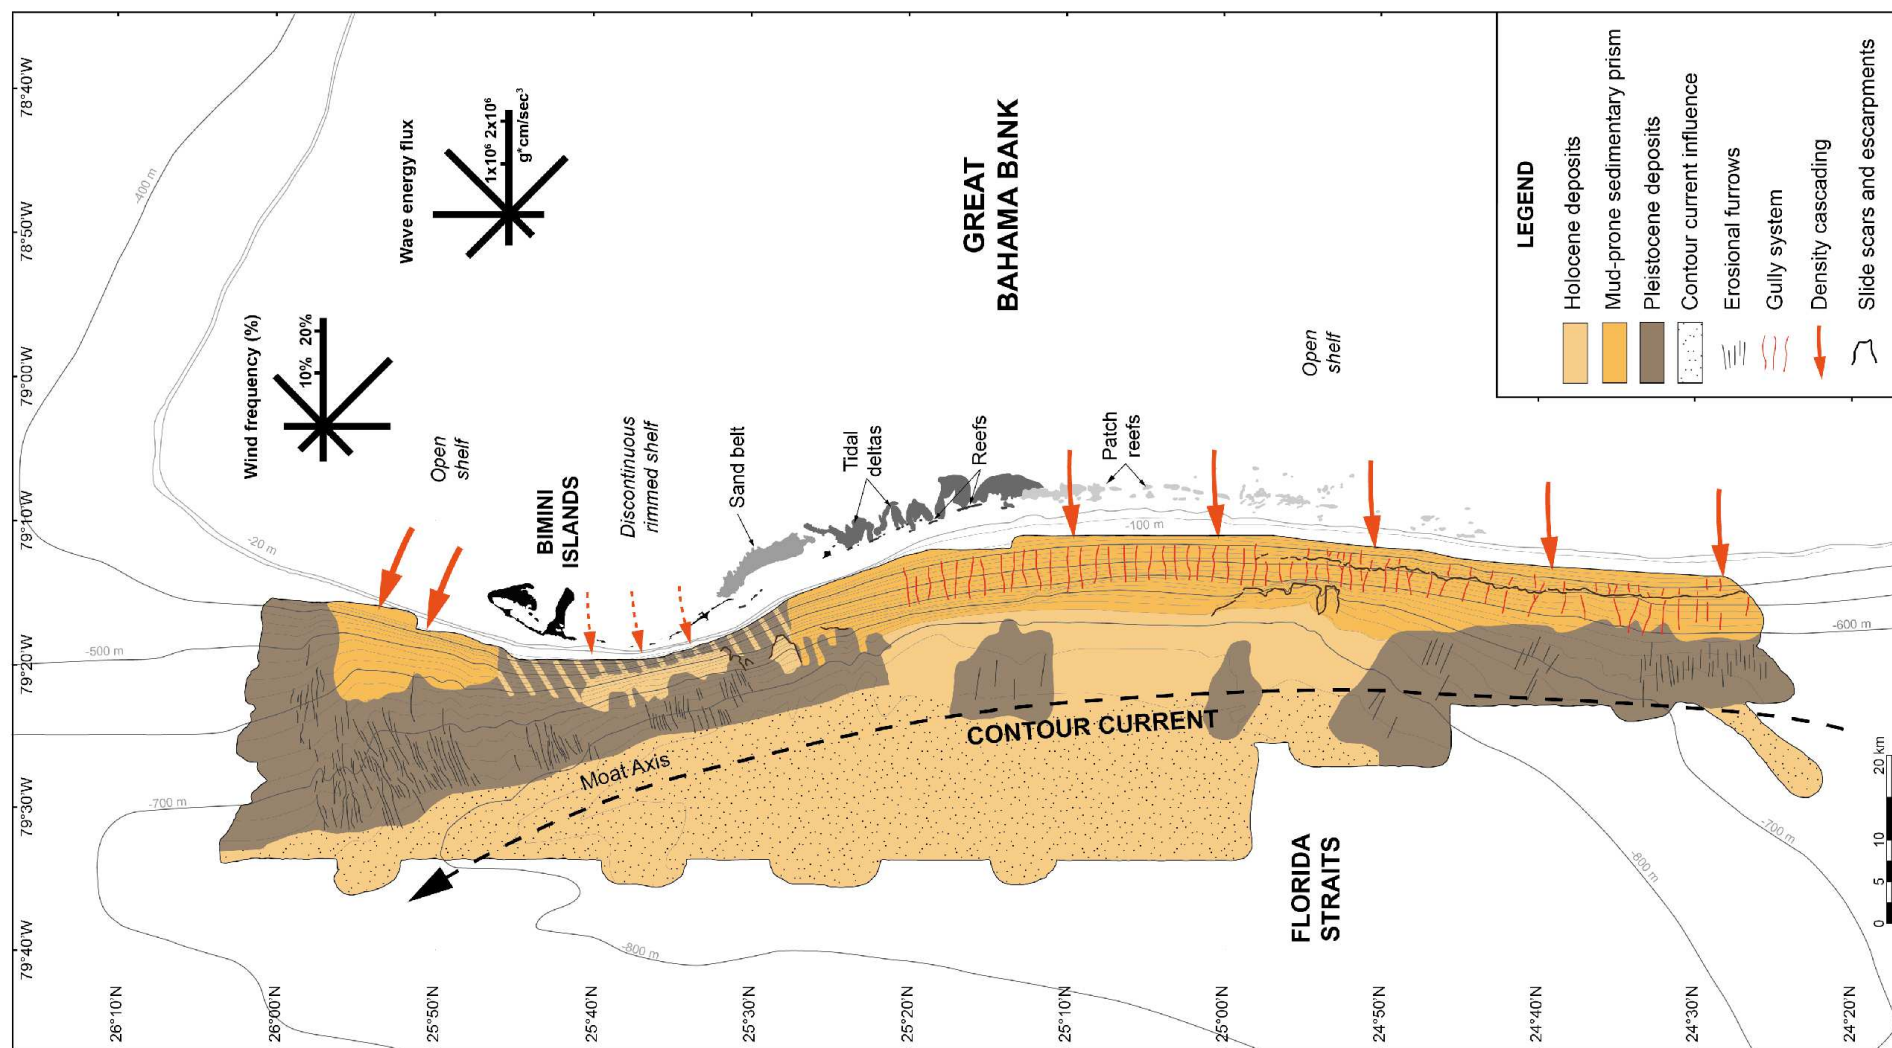 78°40'W
78°50'W
79°00'W
79°10'W
79°20'W
79°30'W
79°40'W
26°10'N
26°00'N
25°50'N
25°40'N
25°30'N
25°20'N
25°10'N
25°00'N
24°50'N
24°40'N
24°30'N
24°20'N
-400 m
-20 m
-500 m
-700 m
-800 m
-100 m
-600 m
-700 m
-800 m
Wind frequency (%)
10% 20%
Wave energy flux
1x10⁶ 2x10⁶
g*cm/sec³
Open
shelf
BIMINI
ISLANDS
Discontinuous
rimmed shelf
Sand belt
Tidal
deltas
Reefs
Patch
reefs
GREAT
BAHAMA BANK
Open
shelf
Moat Axis
CONTOUR CURRENT
FLORIDA
STRAITS
LEGEND
Holocene deposits
Mud-prone sedimentary prism
Pleistocene deposits
Contour current influence
Erosional furrows
Gully system
Density cascading
Slide scars and escarpments
0 5 10 20 km